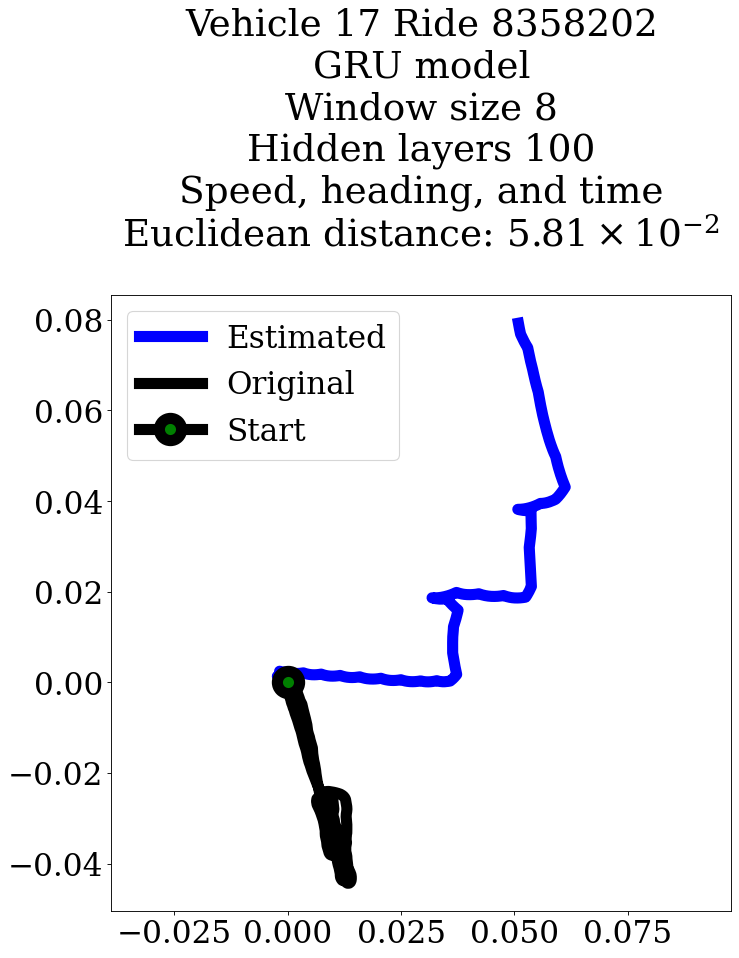 Vehicle 17 Ride 8358202
GRU model
Window size 8
Hidden layers 100
Speed, heading, and time
Euclidean distance: 5.81 × 10⁻²
Estimated
Original
Start
0.08
0.06
0.04
0.02
0.00
−0.02
−0.04
−0.025 0.000 0.025 0.050 0.075